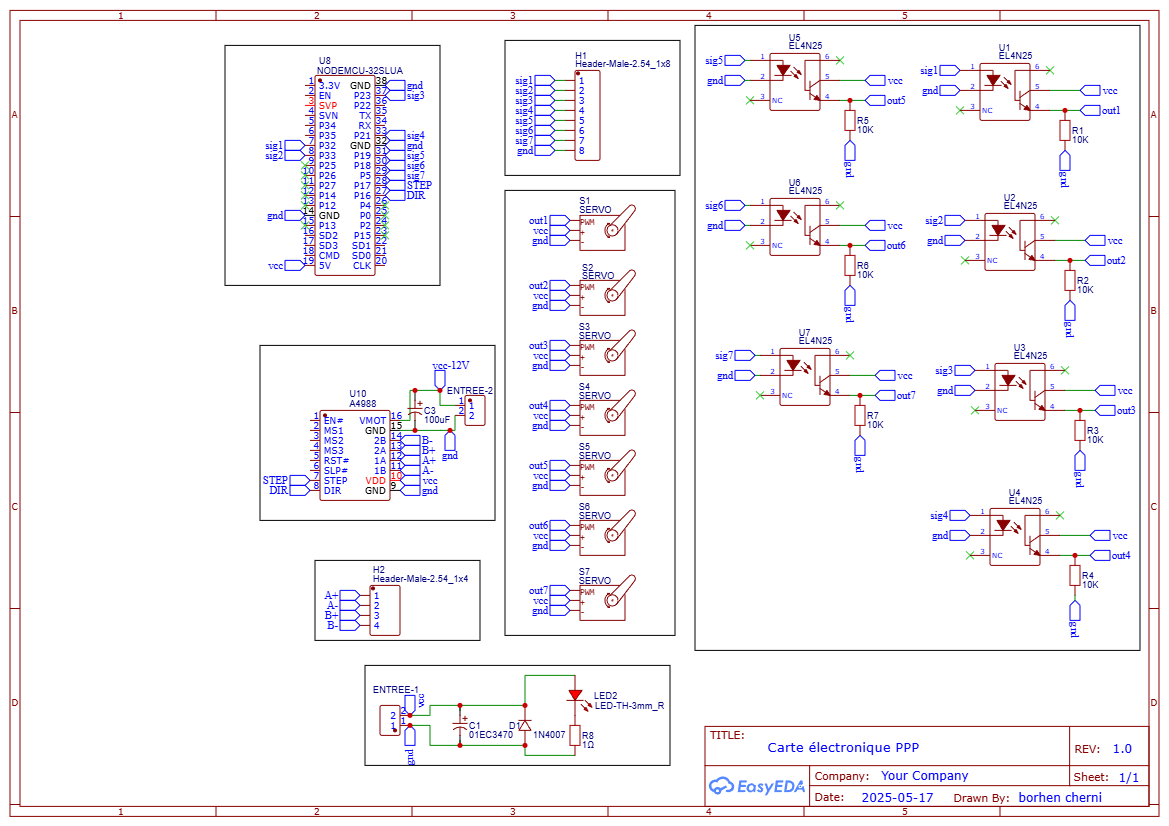 1 2 3 4 5
A
B
C
D
U8
NODEMCU-32SLUA
1 3.3V GND 38 gnd
2 EN P23 37 sig3
3 SVP P22 36
4 SVN TX 35
5 P34 RX 34
6 P35 P21 33 sig4
sig1 7 P32 GND 32 gnd
sig2 8 P33 P19 31 sig5
9 P25 P18 30 sig6
10 P26 P5 29 sig7
11 P27 P17 28 STEP
12 P14 P16 27 DIR
13 P12 P4 26
gnd 14 GND P0 25
15 P13 P2 24
16 SD2 P15 23
17 SD3 SD1 22
18 CMD SD0 21
vcc 19 5V CLK 20
H1
Header-Male-2.54_1x8
sig1 1
sig2 2
sig3 3
sig4 4
sig5 5
sig6 6
sig7 7
gnd 8
S1
SERVO
out1 PWM
vcc +
gnd -
S2
SERVO
out2 PWM
vcc +
gnd -
S3
SERVO
out3 PWM
vcc +
gnd -
S4
SERVO
out4 PWM
vcc +
gnd -
S5
SERVO
out5 PWM
vcc +
gnd -
S6
SERVO
out6 PWM
vcc +
gnd -
S7
SERVO
out7 PWM
vcc +
gnd -
U5
EL4N25
sig5 1 6
gnd 2 5 vcc
3 NC 4 out5
R5
10K
gnd
U1
EL4N25
sig1 1 6
gnd 2 5 vcc
3 NC 4 out1
R1
10K
gnd
U6
EL4N25
sig6 1 6
gnd 2 5 vcc
3 NC 4 out6
R6
10K
gnd
U2
EL4N25
sig2 1 6
gnd 2 5 vcc
3 NC 4 out2
R2
10K
gnd
U7
EL4N25
sig7 1 6
gnd 2 5 vcc
3 NC 4 out7
R7
10K
gnd
U3
EL4N25
sig3 1 6
gnd 2 5 vcc
3 NC 4 out3
R3
10K
gnd
U4
EL4N25
sig4 1 6
gnd 2 5 vcc
3 NC 4 out4
R4
10K
gnd
vcc-12V
U10
A4988
ENTREE-2
1 1
2 2
C3
100uF
gnd
1 EN# VMOT 16
2 MS1 GND 15
3 MS2 2B 14 B-
4 MS3 2A 13 B+
5 RST# 1A 12 A+
6 SLP# 1B 11 A-
STEP 7 STEP VDD 10 vcc
DIR 8 DIR GND 9 gnd
H2
Header-Male-2.54_1x4
A+ 1
A- 2
B+ 3
B- 4
ENTREE-1
vcc
2 2
1 1
gnd
C1
01EC3470
D1
1N4007
LED2
LED-TH-3mm_R
R8
1Ω
TITLE:
Carte électronique PPP
REV: 1.0
EasyEDA
Company: Your Company
Sheet: 1/1
Date: 2025-05-17 Drawn By: borhen cherni
A
B
C
D
1 2 3 4 5